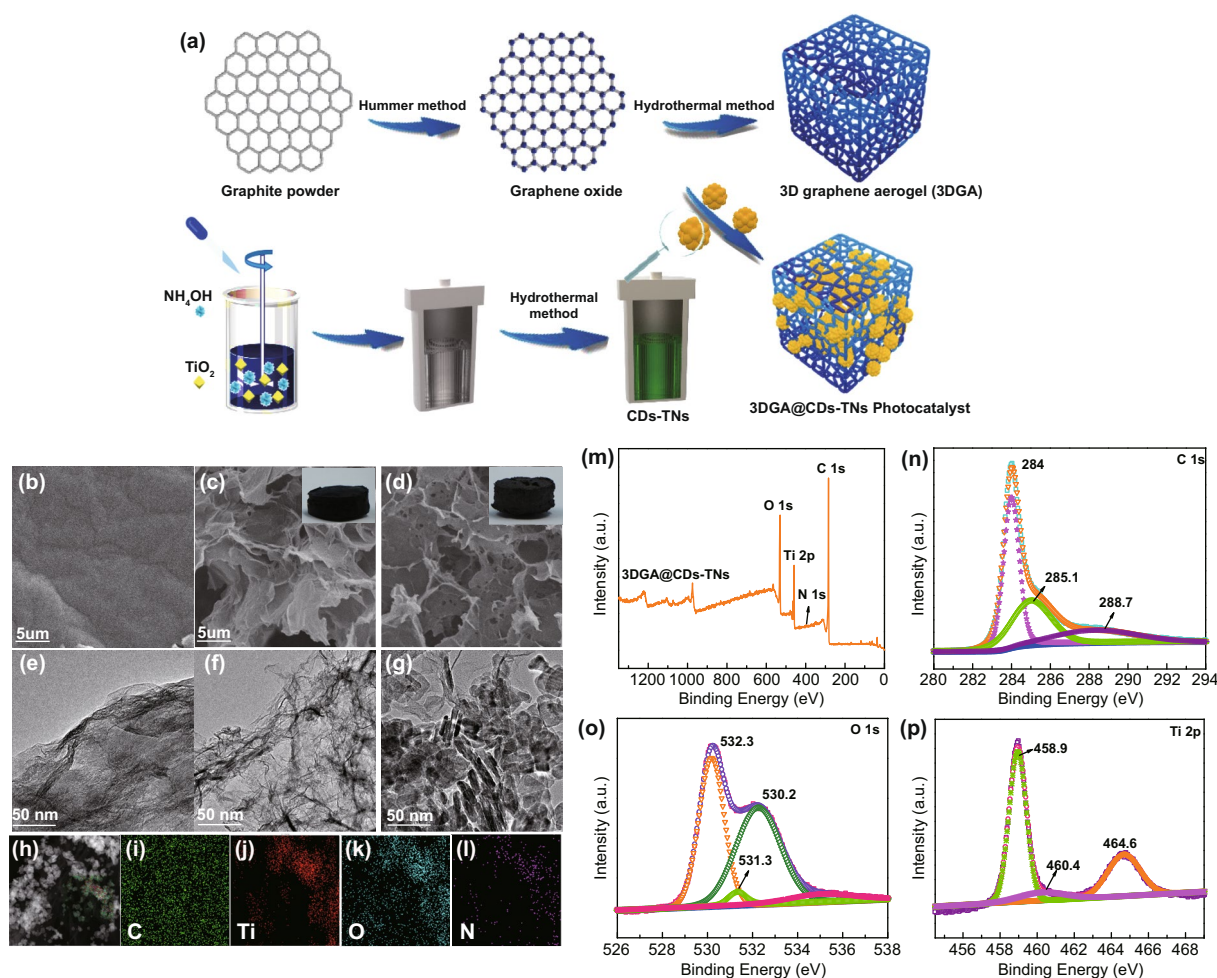 (a)
Hummer method
Hydrothermal method
Graphite powder
Graphene oxide
3D graphene aerogel (3DGA)
NH₄OH
TiO₂
Hydrothermal
method
CDs-TNs
3DGA@CDs-TNs Photocatalyst
(b)
5um
(c)
5um
(d)
5um
(e)
50 nm
(f)
50 nm
(g)
50 nm
(h)
(i)
C
(j)
Ti
(k)
O
(l)
N
(m)
C 1s
O 1s
Ti 2p
N 1s
3DGA@CDs-TNs
Intensity (a.u.)
1200 1000 800 600 400 200 0
Binding Energy (eV)
(n)
C 1s
284
285.1
288.7
Intensity (a.u.)
280 282 284 286 288 290 292 294
Binding Energy (eV)
(o)
O 1s
532.3
530.2
531.3
Intensity (a.u.)
526 528 530 532 534 536 538
Binding Energy (eV)
(p)
Ti 2p
458.9
460.4
464.6
Intensity (a.u.)
456 458 460 462 464 466 468
Binding Energy (eV)